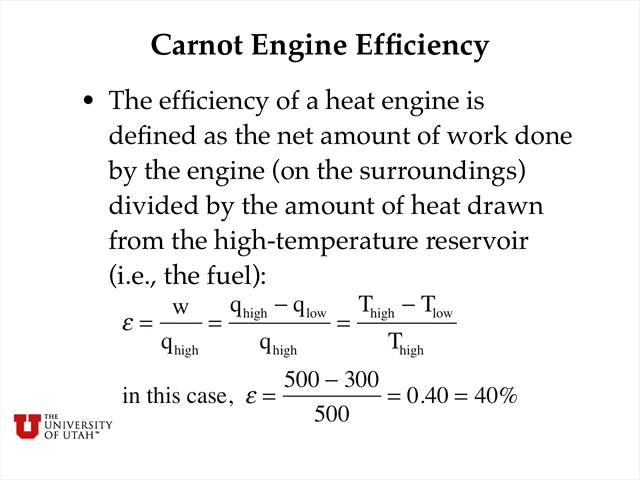 Carnot Engine Efficiency
• The efficiency of a heat engine is
defined as the net amount of work done
by the engine (on the surroundings)
divided by the amount of heat drawn
from the high-temperature reservoir
(i.e., the fuel):
ε = w / q_high = (q_high − q_low) / q_high = (T_high − T_low) / T_high
in this case, ε = (500 − 300) / 500 = 0.40 = 40%
U
THE
UNIVERSITY
OF UTAH™